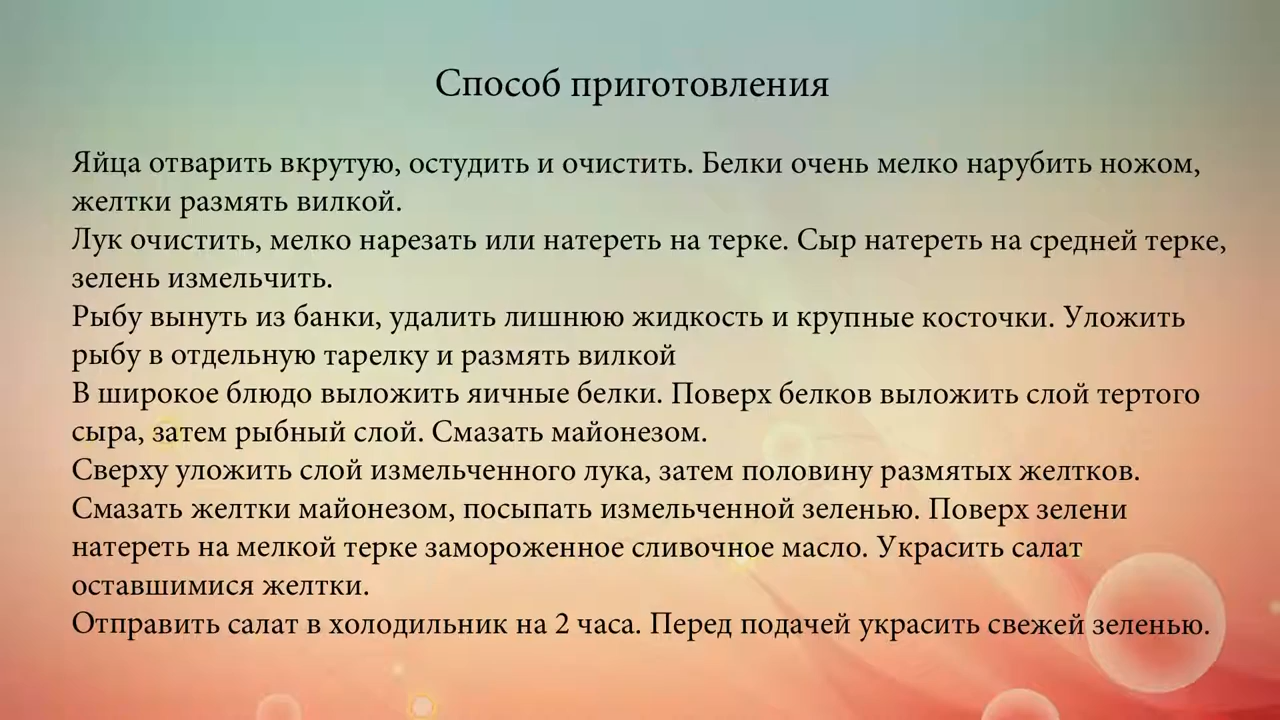 Способ приготовления
Яйца отварить вкрутую, остудить и очистить. Белки очень мелко нарубить ножом,
желтки размять вилкой.
Лук очистить, мелко нарезать или натереть на терке. Сыр натереть на средней терке,
зелень измельчить.
Рыбу вынуть из банки, удалить лишнюю жидкость и крупные косточки. Уложить
рыбу в отдельную тарелку и размять вилкой
В широкое блюдо выложить яичные белки. Поверх белков выложить слой тертого
сыра, затем рыбный слой. Смазать майонезом.
Сверху уложить слой измельченного лука, затем половину размятых желтков.
Смазать желтки майонезом, посыпать измельченной зеленью. Поверх зелени
натереть на мелкой терке замороженное сливочное масло. Украсить салат
оставшимися желтки.
Отправить салат в холодильник на 2 часа. Перед подачей украсить свежей зеленью.